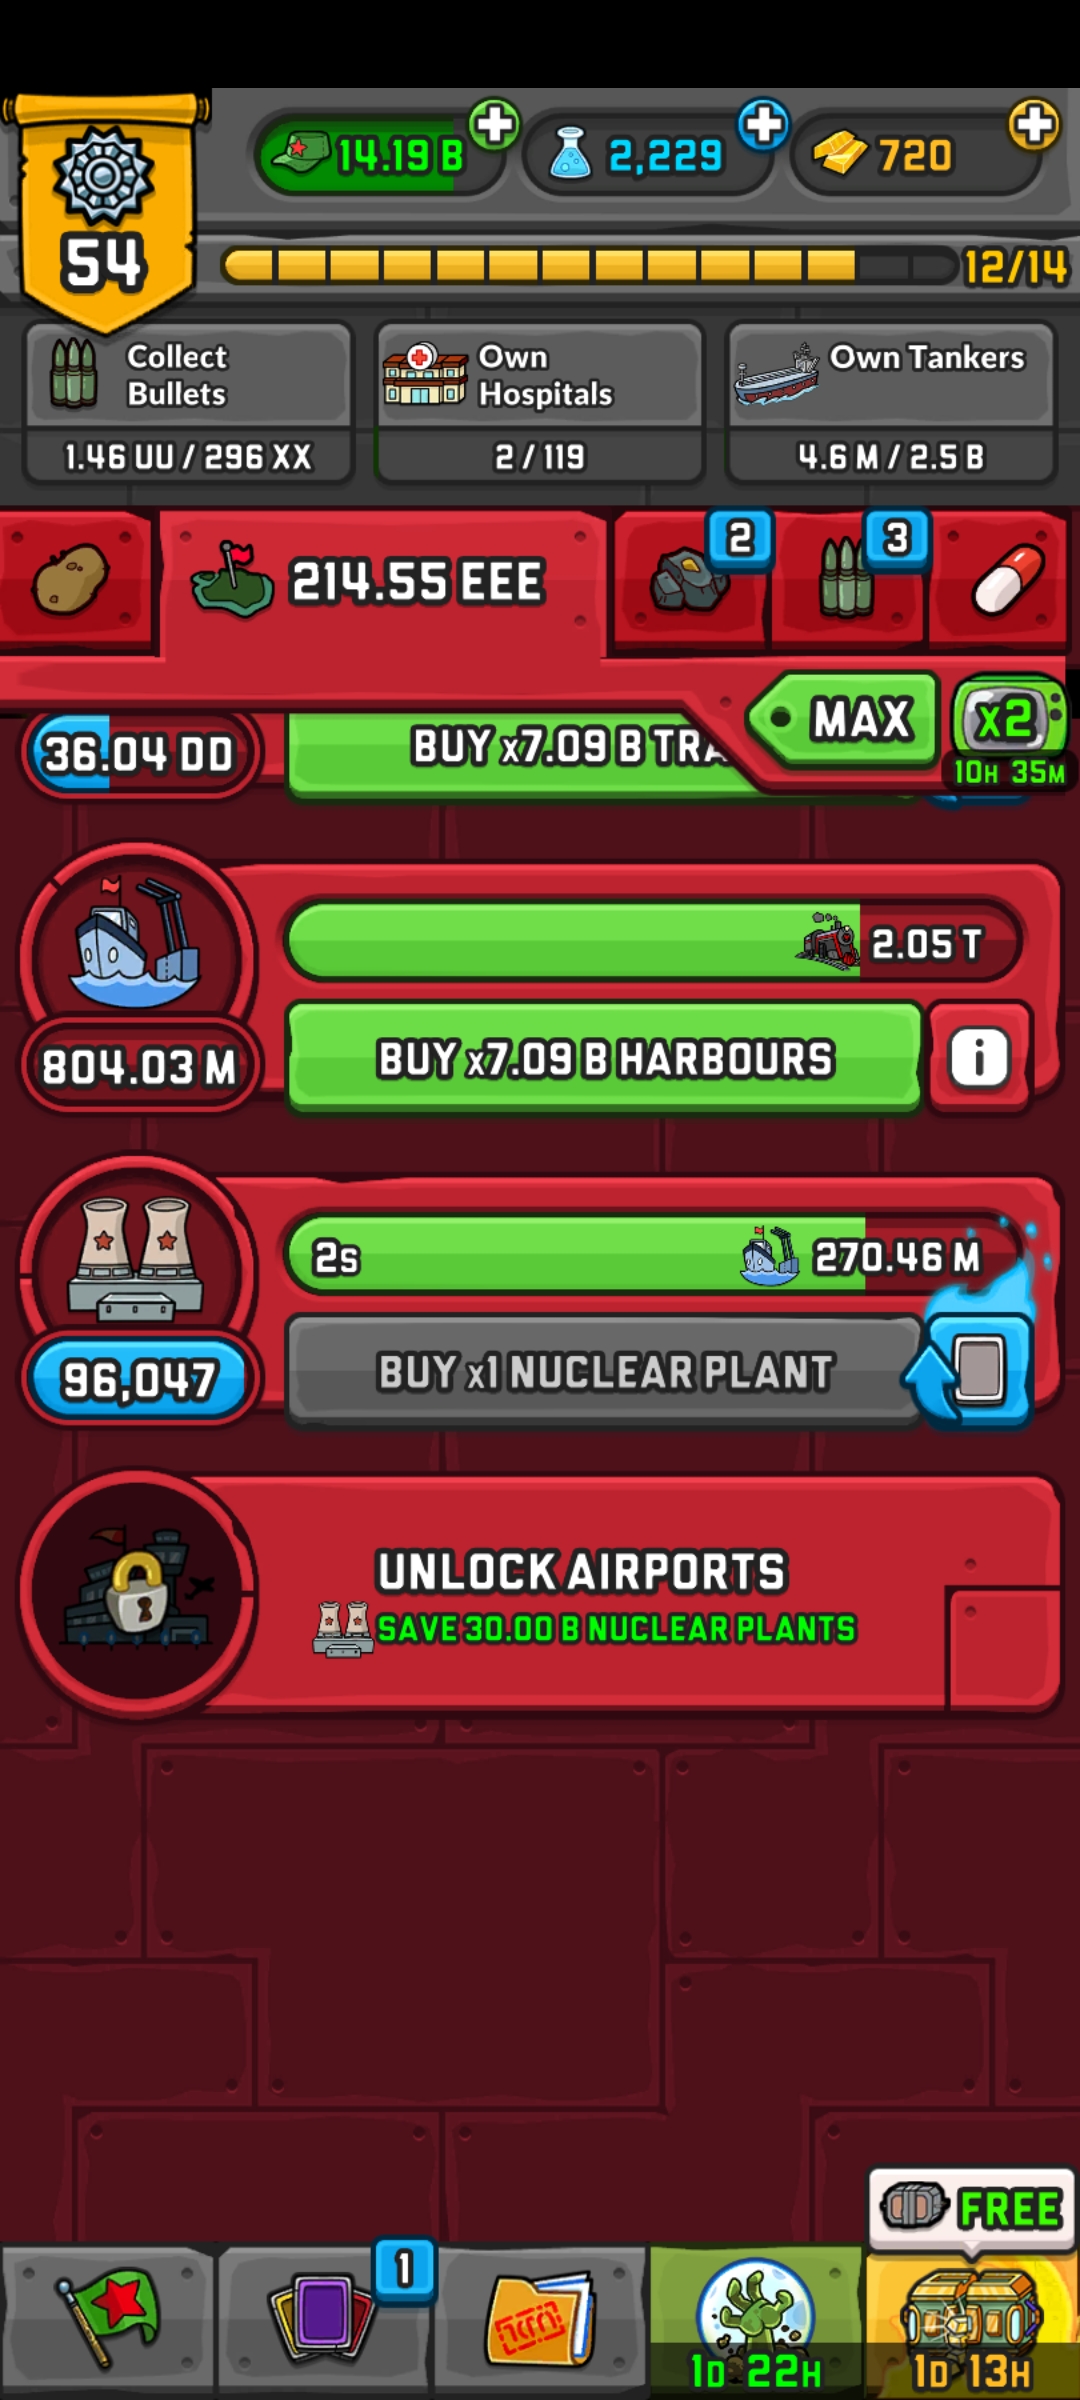 14.19 B
2,229
720
54
12/14
Collect
Bullets
Own
Hospitals
Own Tankers
1.46 UU / 296 XX
2 / 119
4.6 M / 2.5 B
214.55 EEE
2
3
MAX
x2
10H 35M
36.04 DD
BUY x7.09 B TRA
2.05 T
804.03 M
BUY x7.09 B HARBOURS
i
2s
270.46 M
96,047
BUY x1 NUCLEAR PLANT
UNLOCK AIRPORTS
SAVE 30.00 B NUCLEAR PLANTS
FREE
1
1D 22H
1D 13H